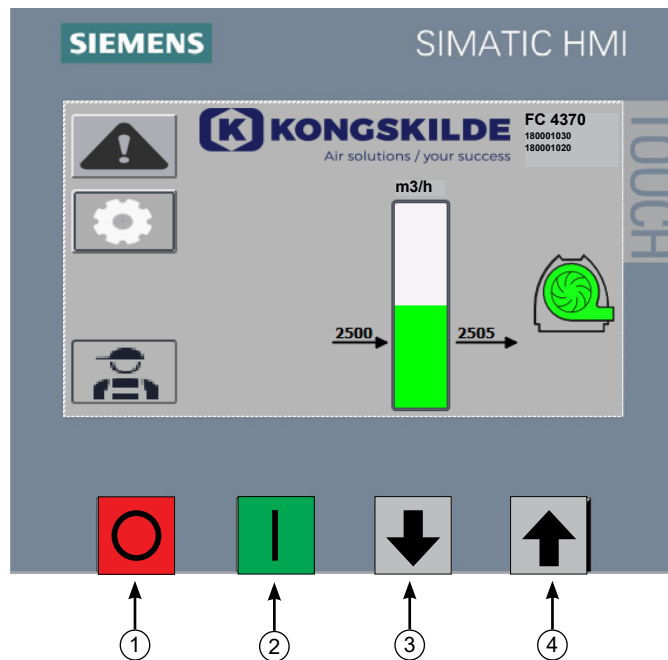 SIEMENS
SIMATIC HMI
TOUCH
K KONGSKILDE
Air solutions / your success
FC 4370
180001030
180001020
m3/h
2500
2505
1
2
3
4